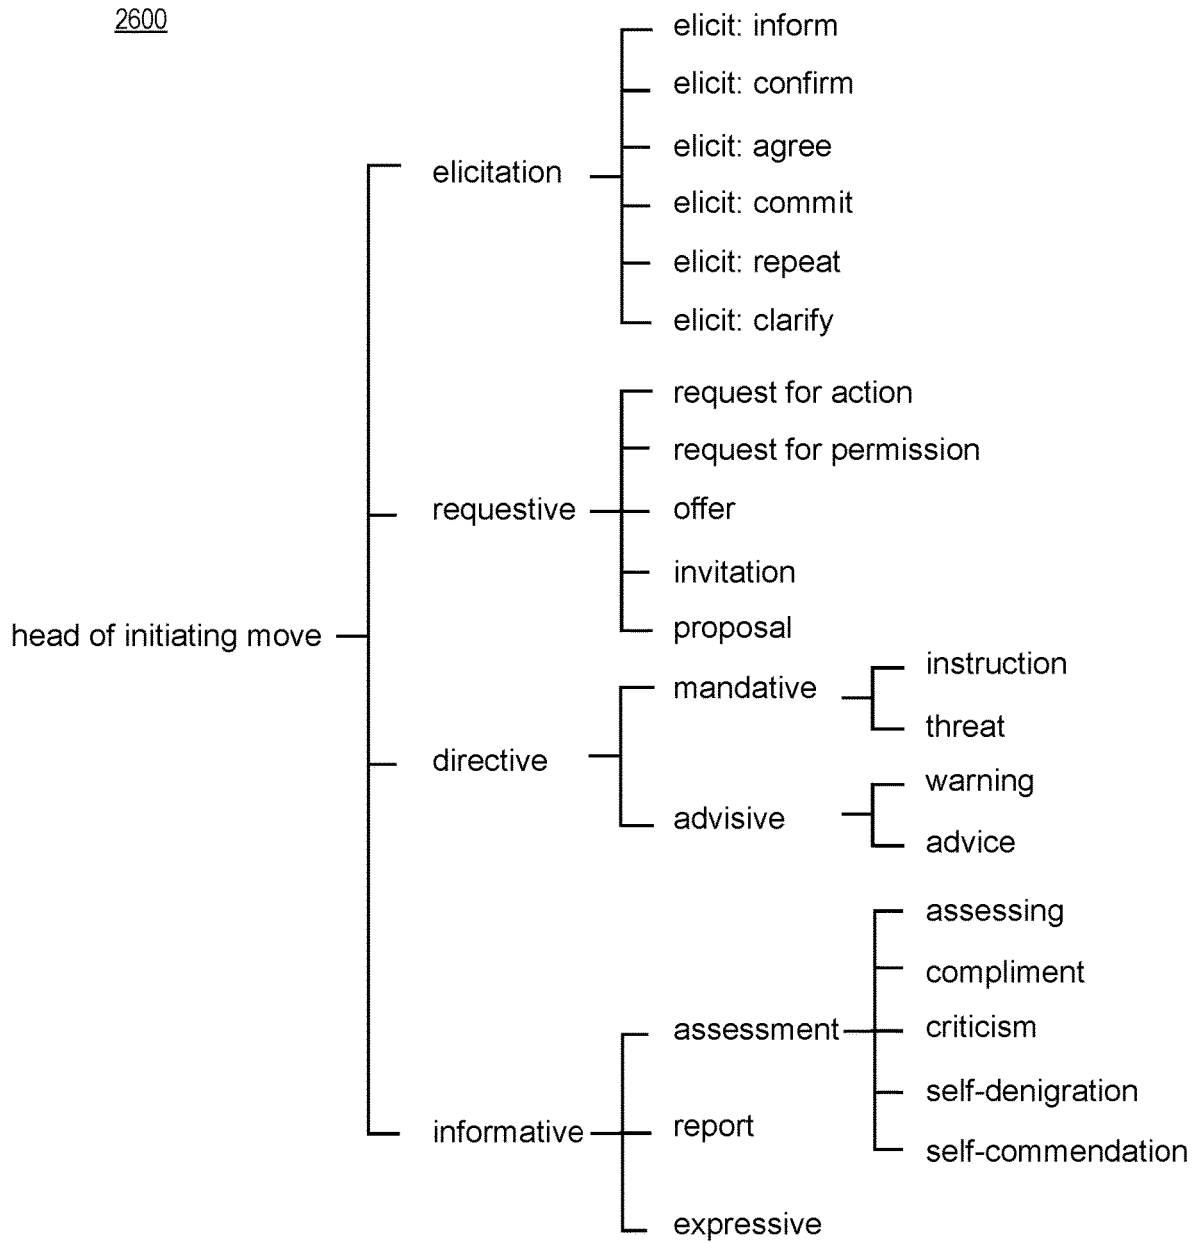 2600
elicit: inform
elicit: confirm
elicit: agree
elicitation
elicit: commit
elicit: repeat
elicit: clarify
request for action
request for permission
requestive
offer
invitation
proposal
head of initiating move
mandative
instruction
threat
directive
advisive
warning
advice
assessing
compliment
assessment
criticism
self-denigration
informative
report
self-commendation
expressive